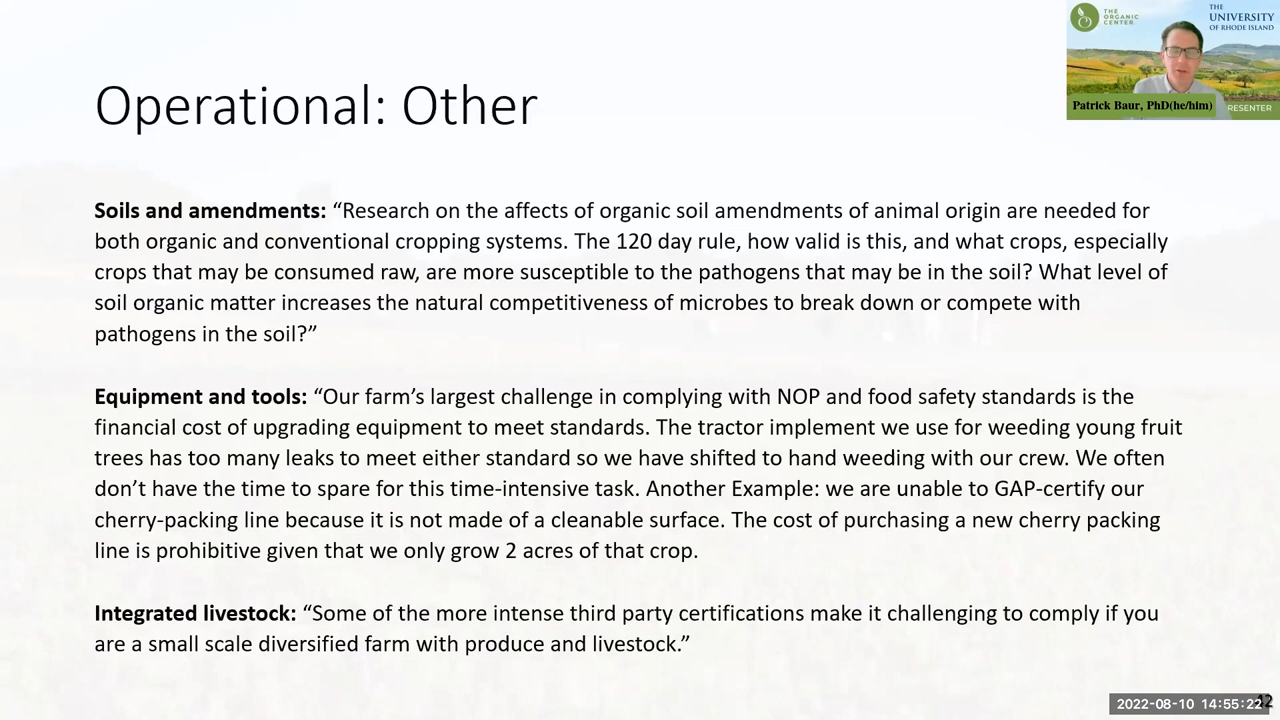 THE
ORGANIC
CENTER
THE
UNIVERSITY
OF RHODE ISLAND
Patrick Baur, PhD(he/him)
RESENTER
Operational: Other
Soils and amendments: “Research on the affects of organic soil amendments of animal origin are needed for
both organic and conventional cropping systems. The 120 day rule, how valid is this, and what crops, especially
crops that may be consumed raw, are more susceptible to the pathogens that may be in the soil? What level of
soil organic matter increases the natural competitiveness of microbes to break down or compete with
pathogens in the soil?”
Equipment and tools: “Our farm’s largest challenge in complying with NOP and food safety standards is the
financial cost of upgrading equipment to meet standards. The tractor implement we use for weeding young fruit
trees has too many leaks to meet either standard so we have shifted to hand weeding with our crew. We often
don’t have the time to spare for this time-intensive task. Another Example: we are unable to GAP-certify our
cherry-packing line because it is not made of a cleanable surface. The cost of purchasing a new cherry packing
line is prohibitive given that we only grow 2 acres of that crop.
Integrated livestock: “Some of the more intense third party certifications make it challenging to comply if you
are a small scale diversified farm with produce and livestock.”
2022-08-10 14:55:22